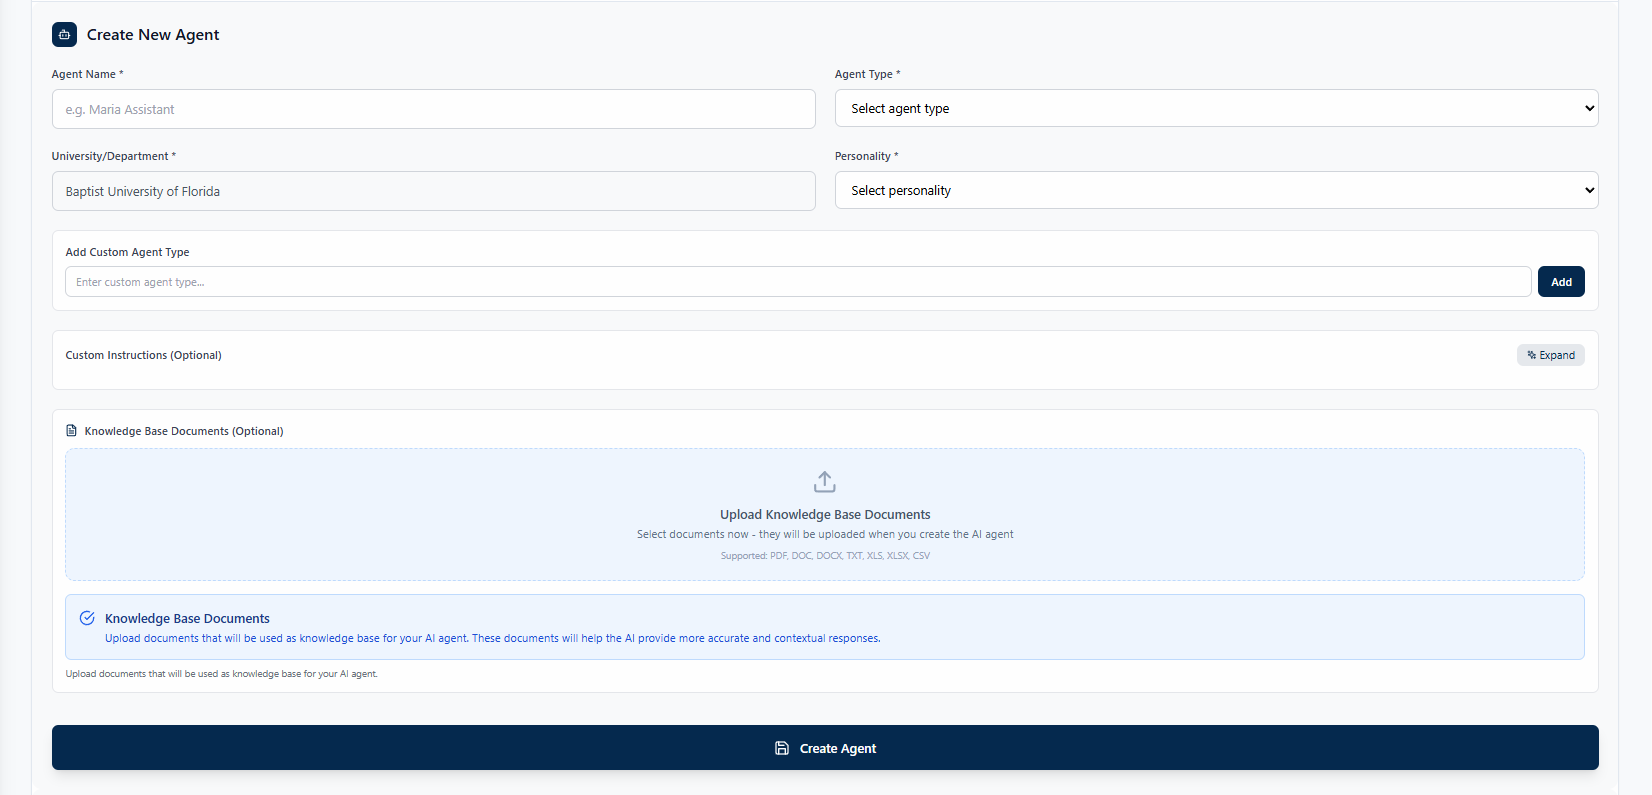 Create New Agent
Agent Name *
Agent Type *
e.g. Maria Assistant
Select agent type
University/Department *
Personality *
Baptist University of Florida
Select personality
Add Custom Agent Type
Enter custom agent type...
Add
Custom Instructions (Optional)
Expand
Knowledge Base Documents (Optional)
Upload Knowledge Base Documents
Select documents now - they will be uploaded when you create the AI agent
Supported: PDF, DOC, DOCX, TXT, XLS, XLSX, CSV
Knowledge Base Documents
Upload documents that will be used as knowledge base for your AI agent. These documents will help the AI provide more accurate and contextual responses.
Upload documents that will be used as knowledge base for your AI agent.
Create Agent